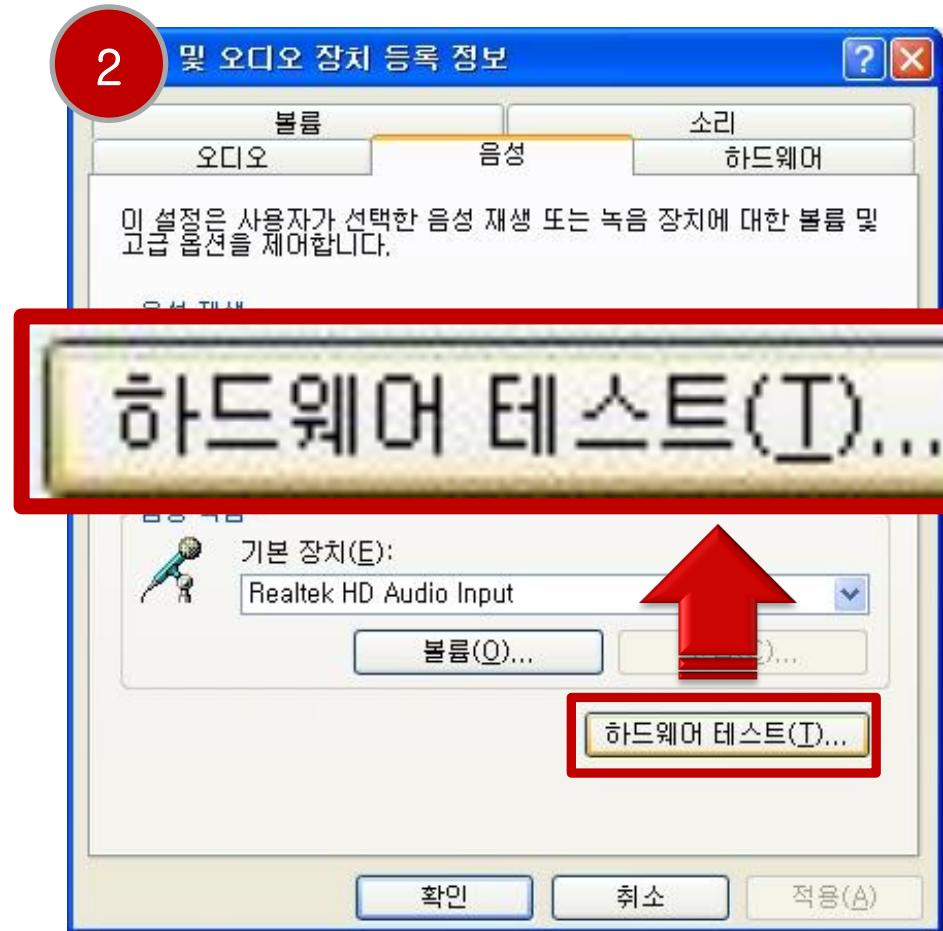 2
및 오디오 장치 등록 정보
볼륨 소리
오디오 음성 하드웨어
이 설정은 사용자가 선택한 음성 재생 또는 녹음 장치에 대한 볼륨 및
고급 옵션을 제어합니다.
하드웨어 테스트(T)...
기본 장치(E):
Realtek HD Audio Input
볼륨(O)...
하드웨어 테스트(T)...
확인 취소 적용(A)